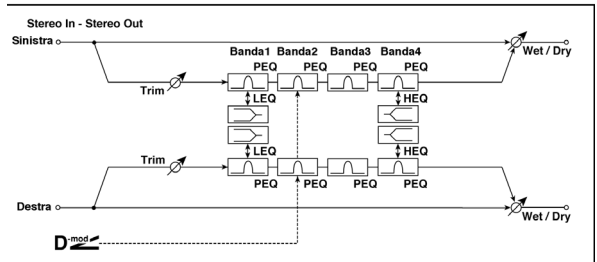 Stereo In - Stereo Out
Sinistra
Wet / Dry
Banda1 Banda2 Banda3 Banda4
PEQ PEQ PEQ PEQ
Trim
LEQ HEQ
LEQ HEQ
Trim
PEQ PEQ PEQ PEQ
Destra
Wet / Dry
D-mod